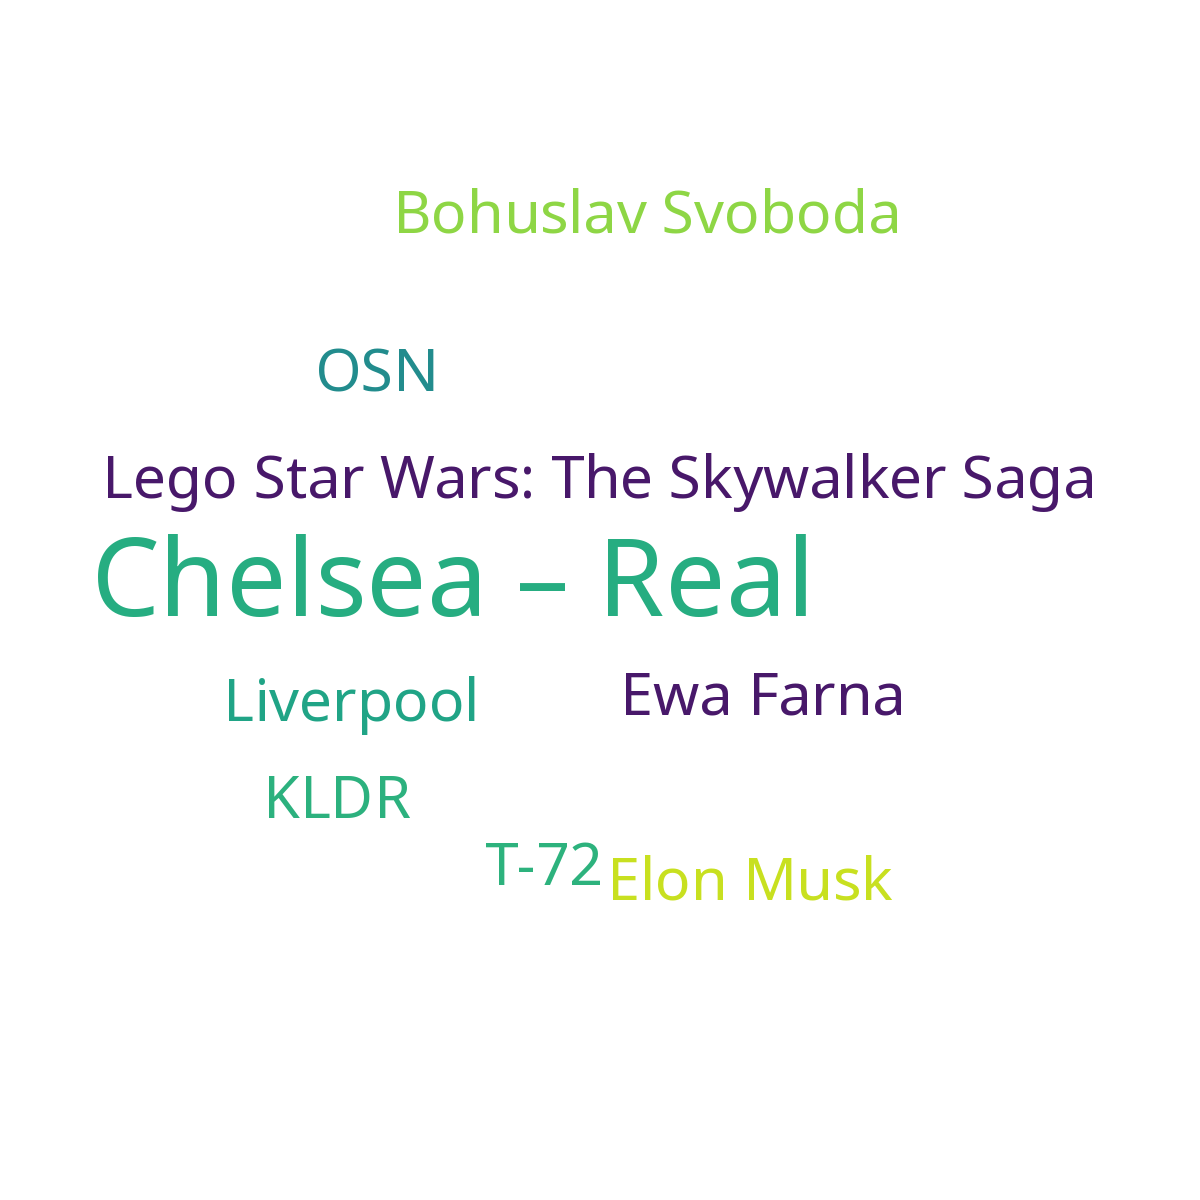 Bohuslav Svoboda
OSN
Lego Star Wars: The Skywalker Saga
Chelsea – Real
Liverpool
Ewa Farna
KLDR
T-72
Elon Musk